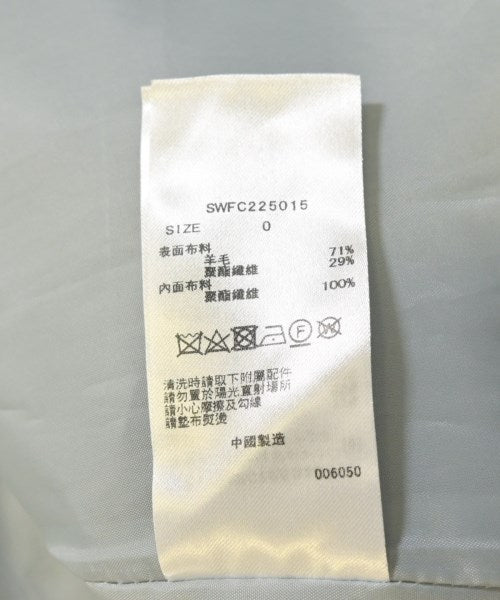 SWFC225015
SIZE 0
表面布料 71%
羊毛 29%
聚酯纖維
內面布料 100%
聚酯纖維
清洗時請取下附屬配件
請勿置於陽光直射場所
請小心摩擦及勾線
請墊布熨燙
中國製造
006050